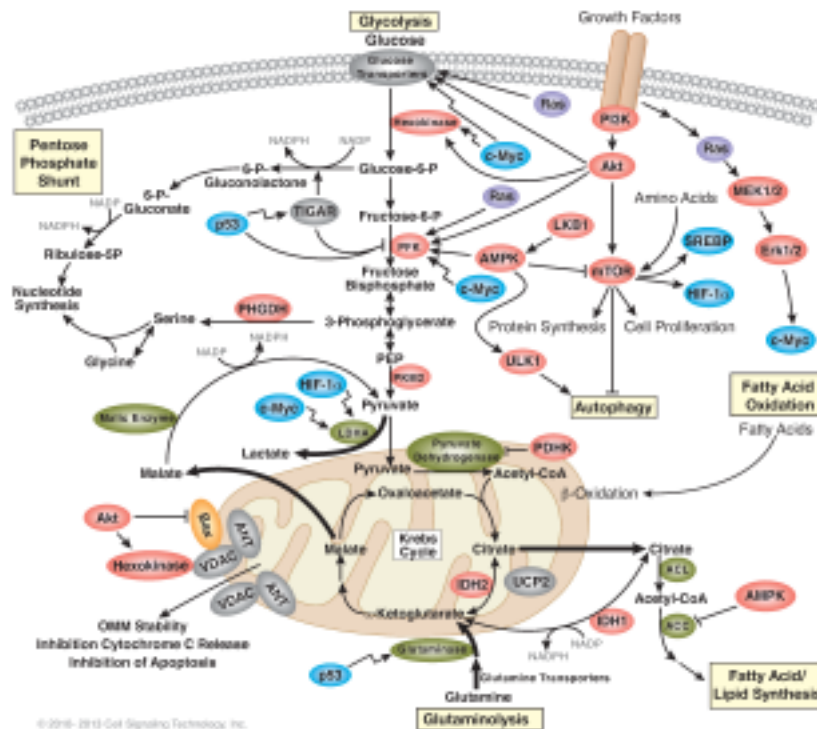 Glycolysis
Glucose
Glucose
Transporters
Growth Factors
Ras
PI3K
Hexokinase
c-Myc
Ras
Pentose
Phosphate
Shunt
NADPH
NADP
Glucose-6-P
6-P-
Gluconolactone
Akt
MEK1/2
6-P-
Gluconate
NADP
NADPH
Ras
Amino Acids
Fructose-6-P
p53
TIGAR
LKB1
SREBP
Erk1/2
PFK
AMPK
mTOR
Ribulose-5P
Fructose
Bisphosphate
c-Myc
HIF-1α
Nucleotide
Synthesis
PHGDH
Serine
3-Phosphoglycerate
Protein Synthesis
Cell Proliferation
c-Myc
Glycine
NADP
NADPH
PEP
PKM2
ULK1
HIF-1α
c-Myc
Pyruvate
Autophagy
Fatty Acid
Oxidation
Malic Enzyme
LDHA
Fatty Acids
Lactate
Pyruvate
Dehydrogenase
PDHK
Malate
Pyruvate
Acetyl-CoA
Oxaloacetate
β-Oxidation
Akt
Bax
ANT
Hexokinase
VDAC
Malate
Krebs
Cycle
Citrate
Citrate
ACL
IDH2
UCP2
VDAC
ANT
Acetyl-CoA
AMPK
α-Ketoglutarate
IDH1
ACC
OMM Stability
Inhibition Cytochrome C Release
Inhibition of Apoptosis
NADPH
NADP
Glutaminase
p53
Glutamine Transporters
Glutamine
Fatty Acid/
Lipid Synthesis
Glutaminolysis
© 2010- 2013 Cell Signaling Technology, Inc.